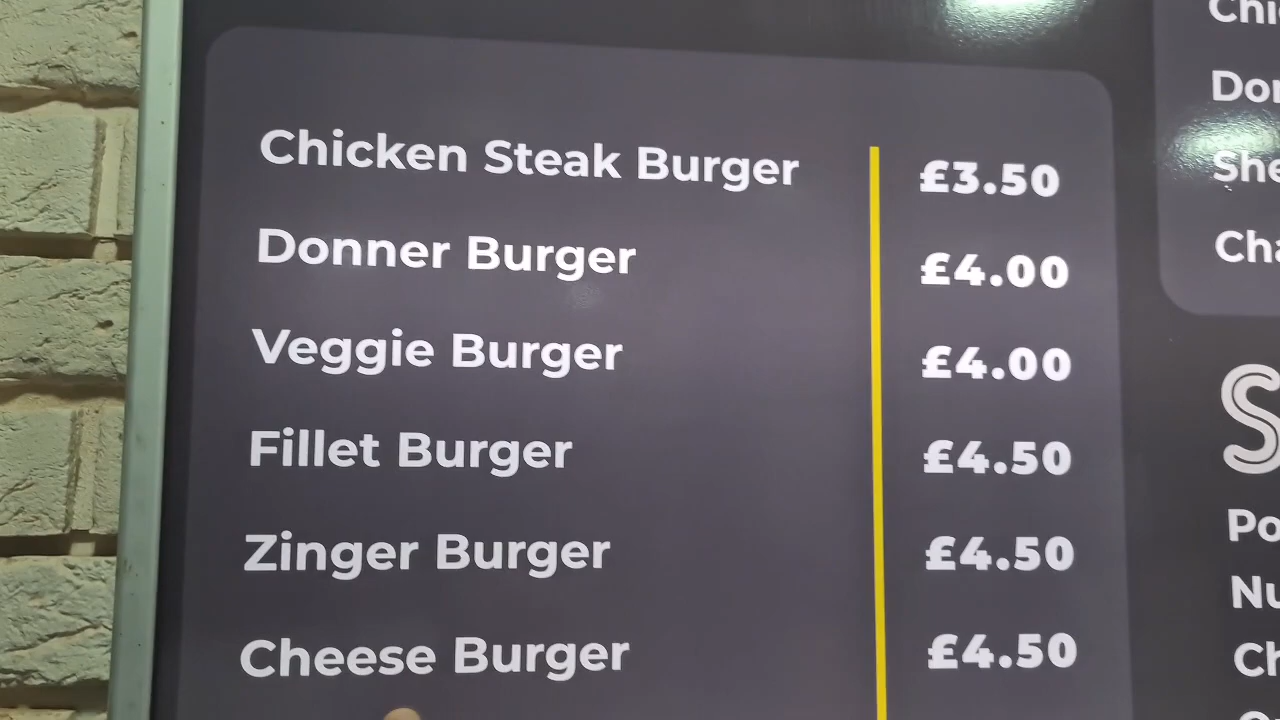 Chicken Steak Burger £3.50
Donner Burger £4.00
Veggie Burger £4.00
Fillet Burger £4.50
Zinger Burger £4.50
Cheese Burger £4.50